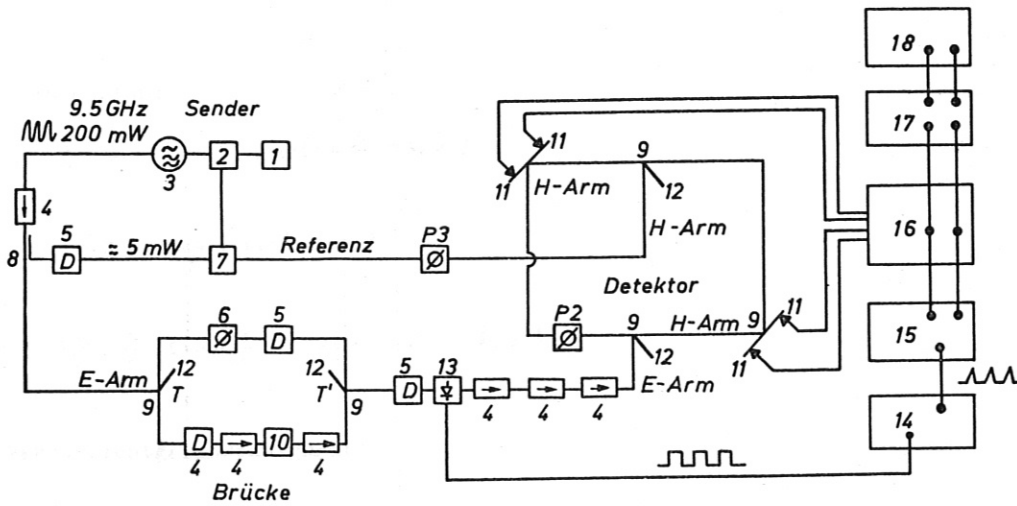 18
9.5 GHz Sender
200 mW
17
2 1
3
11
9
11
12
4
H-Arm
H-Arm
16
5
≈ 5 mW
Referenz
P3
8
D
7
Ø
Detektor
6
5
P2
9
H-Arm
9
11
15
Ø
D
Ø
12
12
12
5
13
E-Arm
11
E-Arm
T
T'
D
9
9
4
4
4
14
D
10
4
4
4
Brücke